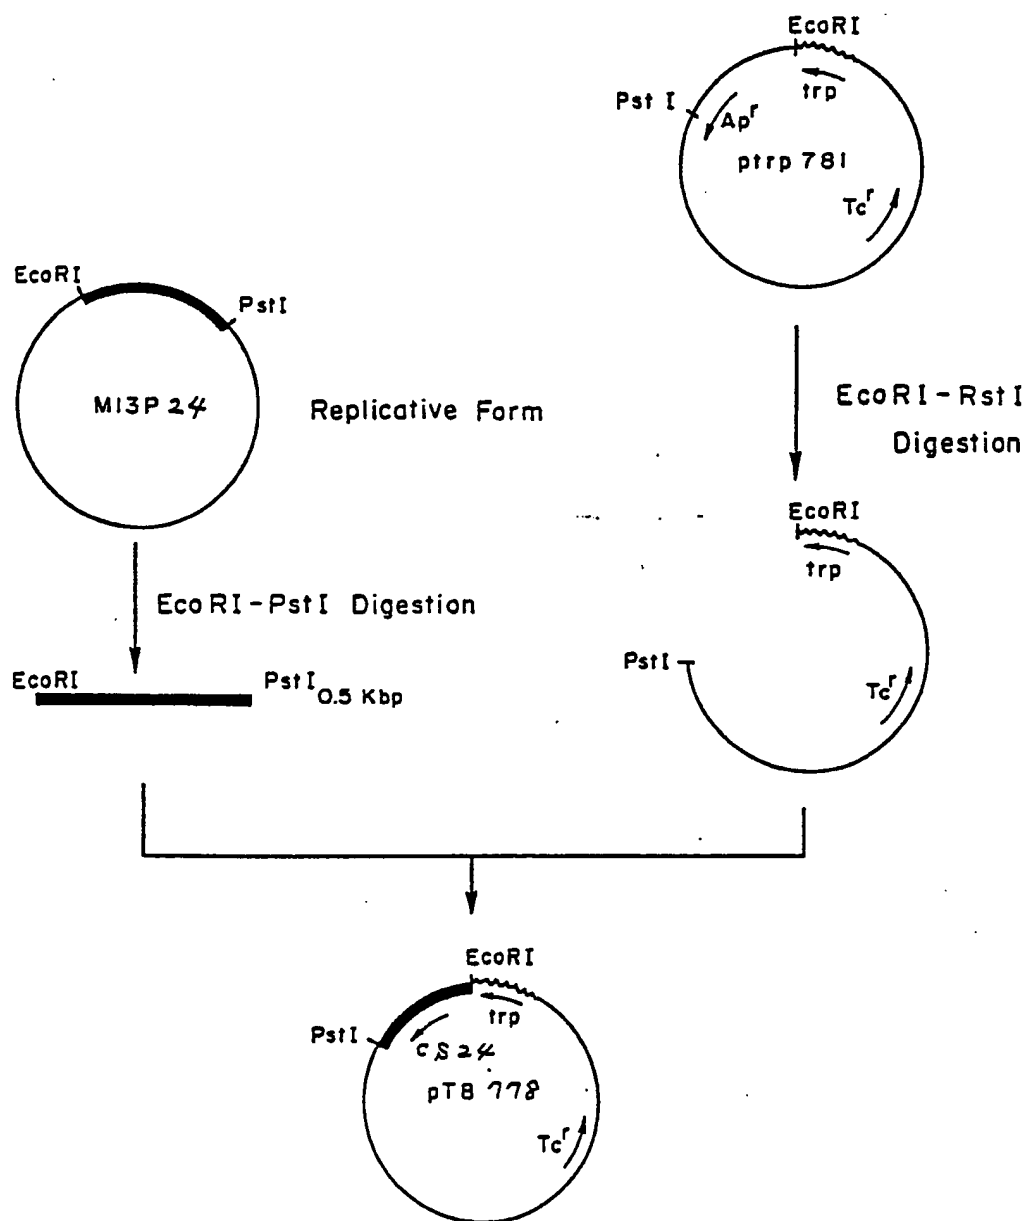 EcoRI
trp
Pst I
Apr
ptrp 781
Tcr
EcoRI
PstI
M13P 24
Replicative Form
EcoRI-RstI
Digestion
EcoRI
trp
EcoRI-PstI Digestion
EcoRI
PstI
0.5 Kbp
PstI
Tcr
EcoRI
trp
PstI
cS24
pTB 778
Tcr